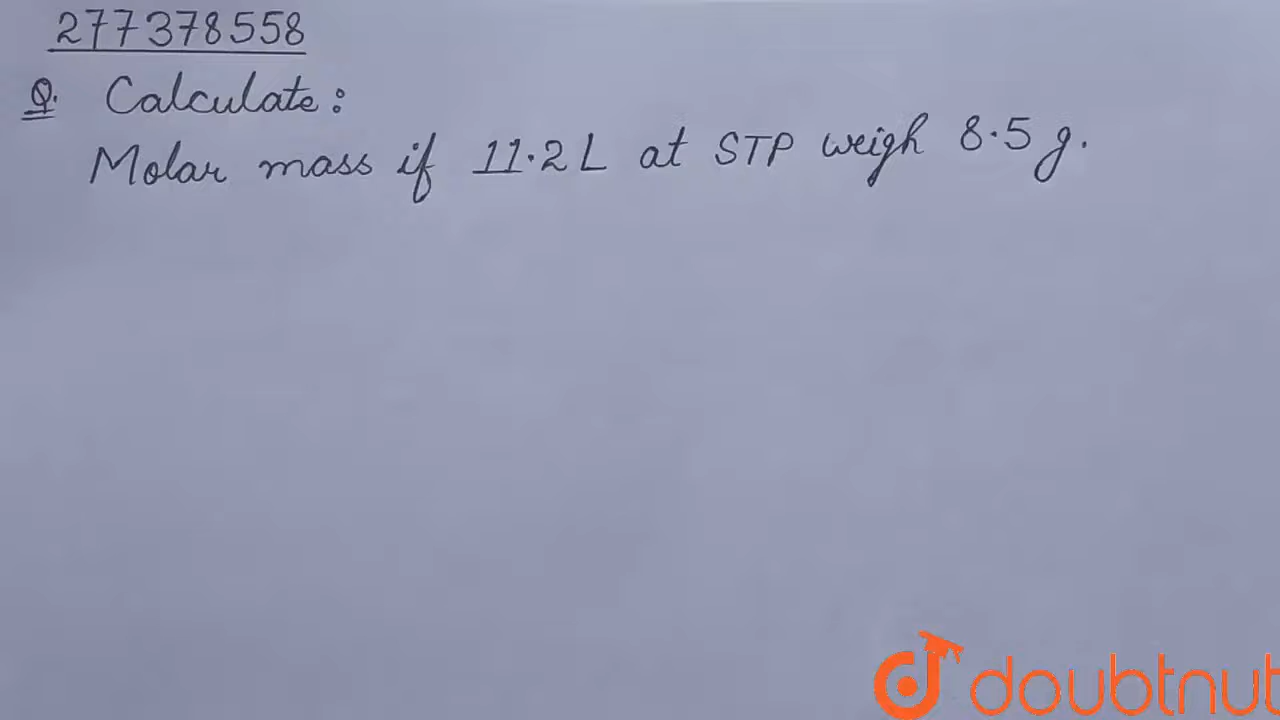 277378558
Q. Calculate:
Molar mass if 11.2 L at STP weigh 8.5 g.
doubtnut